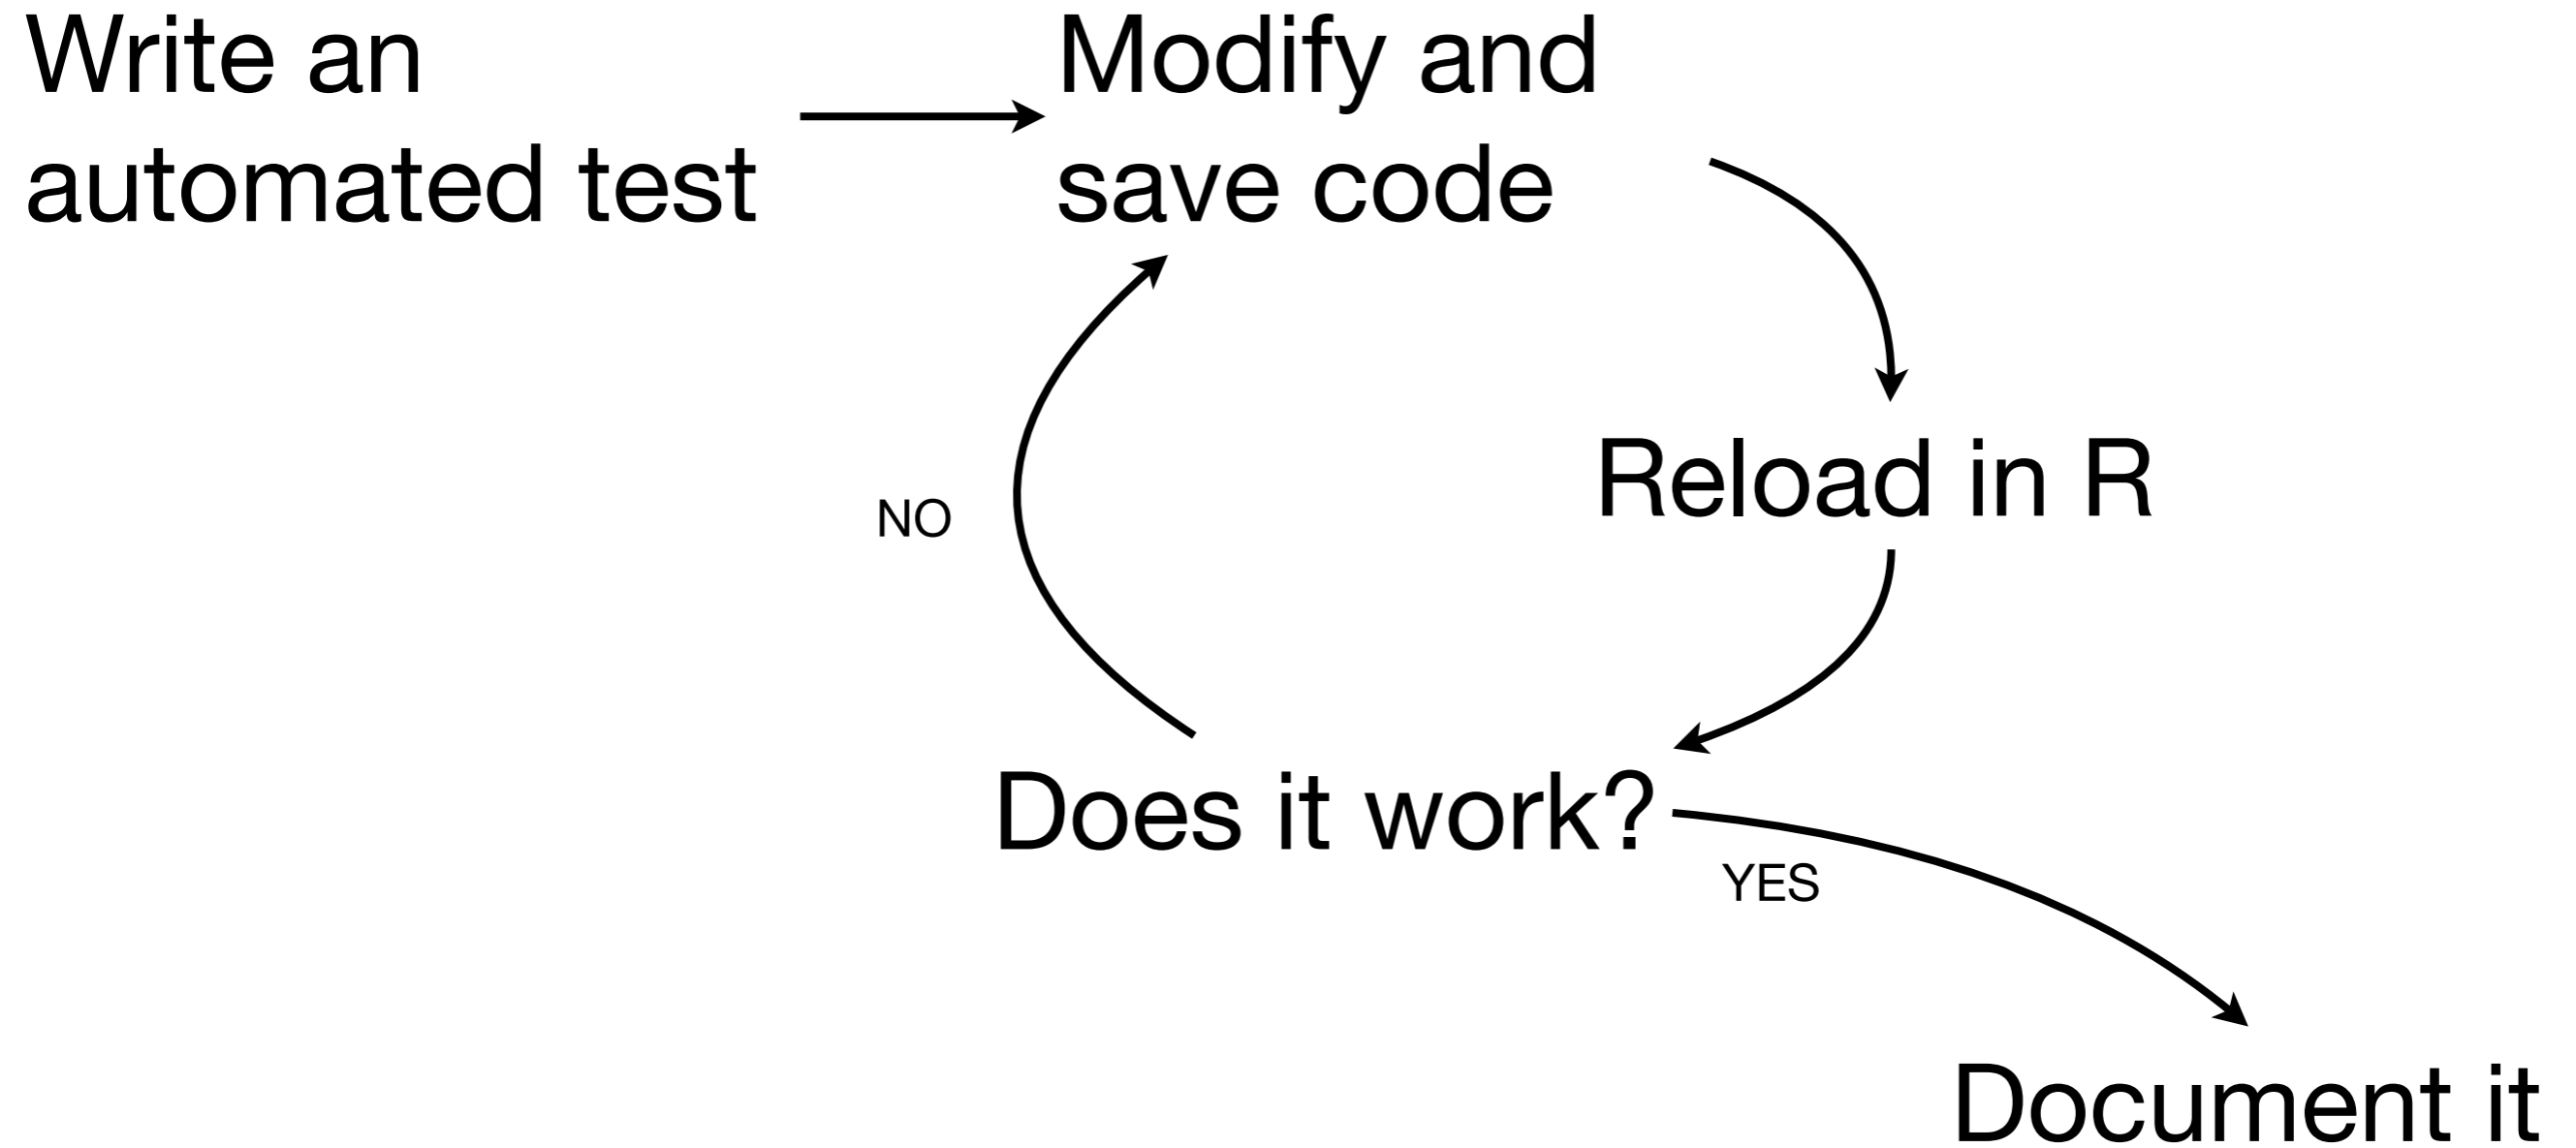 Write an
automated test
Modify and
save code
Reload in R
NO
Does it work?
YES
Document it